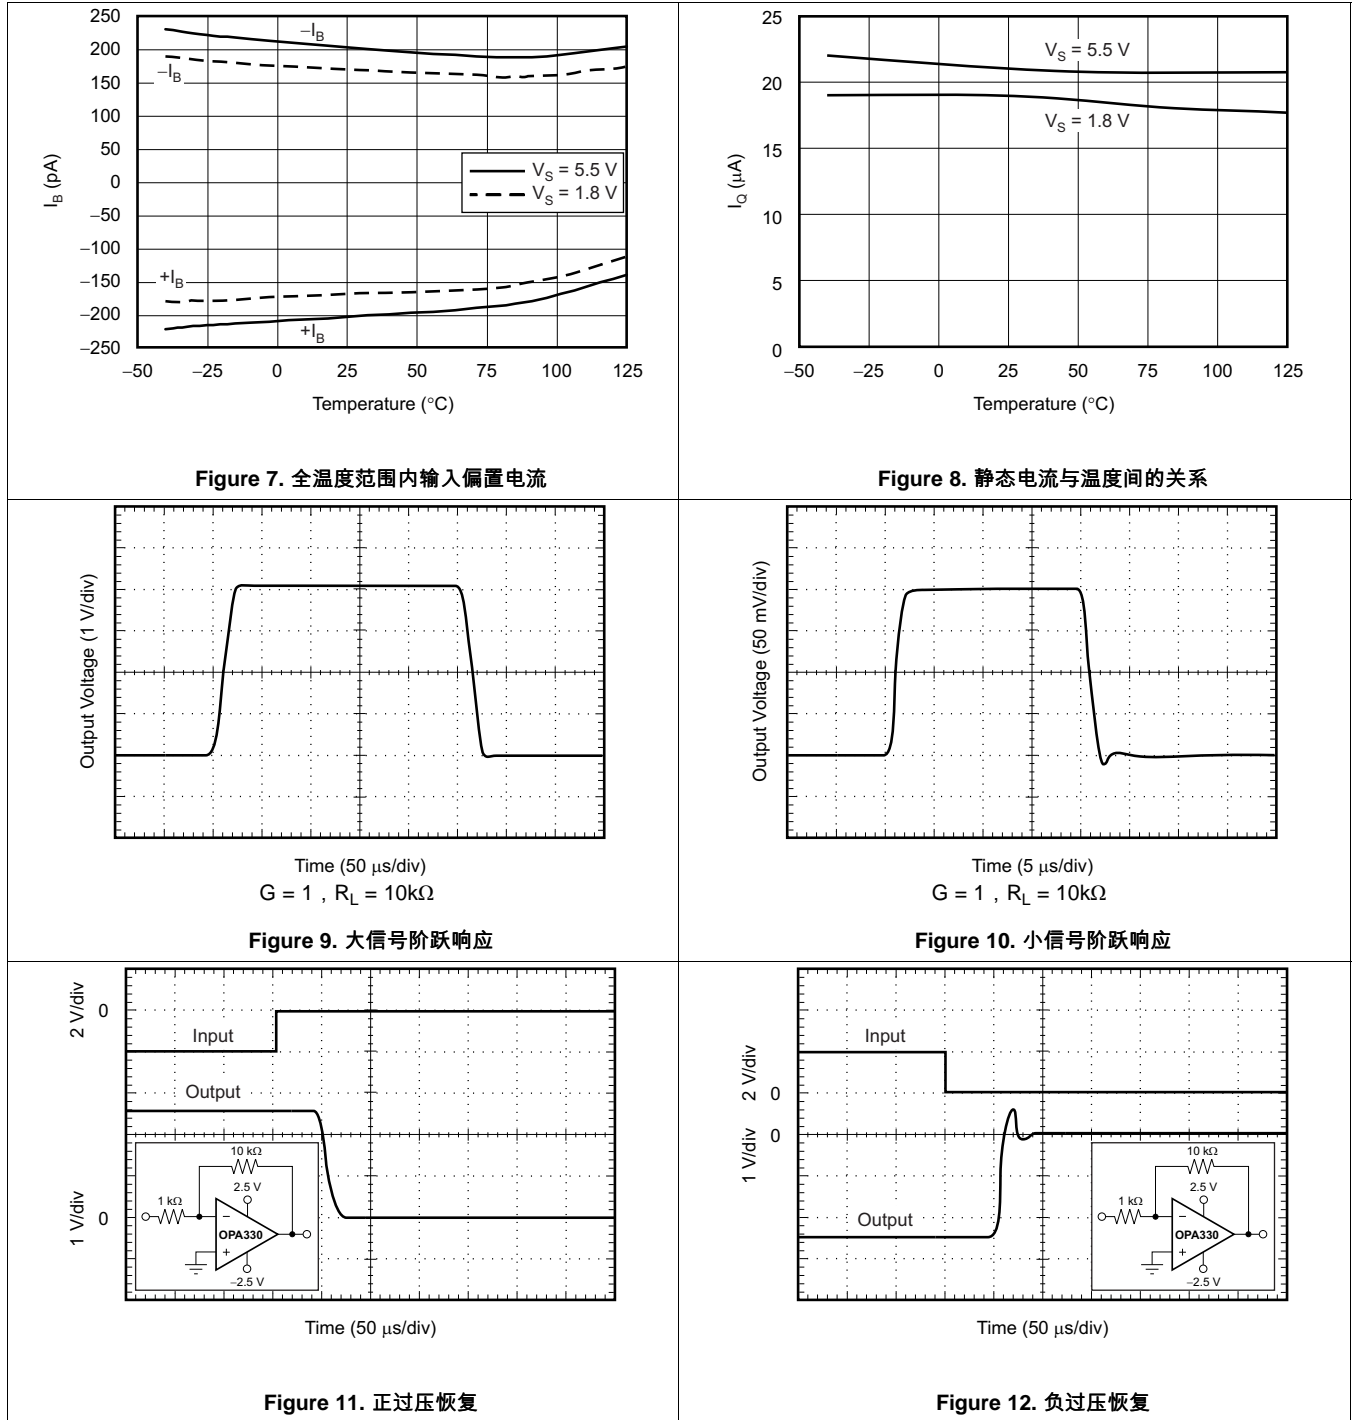 250
200
150
100
50
0
–50
–100
–150
–200
–250
I_B (pA)
–I_B
–I_B
V_S = 5.5 V
V_S = 1.8 V
+I_B
+I_B
–50 –25 0 25 50 75 100 125
Temperature (°C)
Figure 7. 全温度范围内输入偏置电流
25
20
15
10
5
0
I_Q (μA)
V_S = 5.5 V
V_S = 1.8 V
–50 –25 0 25 50 75 100 125
Temperature (°C)
Figure 8. 静态电流与温度间的关系
Output Voltage (1 V/div)
Time (50 μs/div)
G = 1 , R_L = 10kΩ
Figure 9. 大信号阶跃响应
Output Voltage (50 mV/div)
Time (5 μs/div)
G = 1 , R_L = 10kΩ
Figure 10. 小信号阶跃响应
2 V/div
0
Input
Output
1 V/div
0
10 kΩ
1 kΩ
2.5 V
–
OPA330
+
–2.5 V
Time (50 μs/div)
Figure 11. 正过压恢复
Input
2 V/div
0
1 V/div
0
Output
10 kΩ
1 kΩ
2.5 V
–
OPA330
+
–2.5 V
Time (50 μs/div)
Figure 12. 负过压恢复